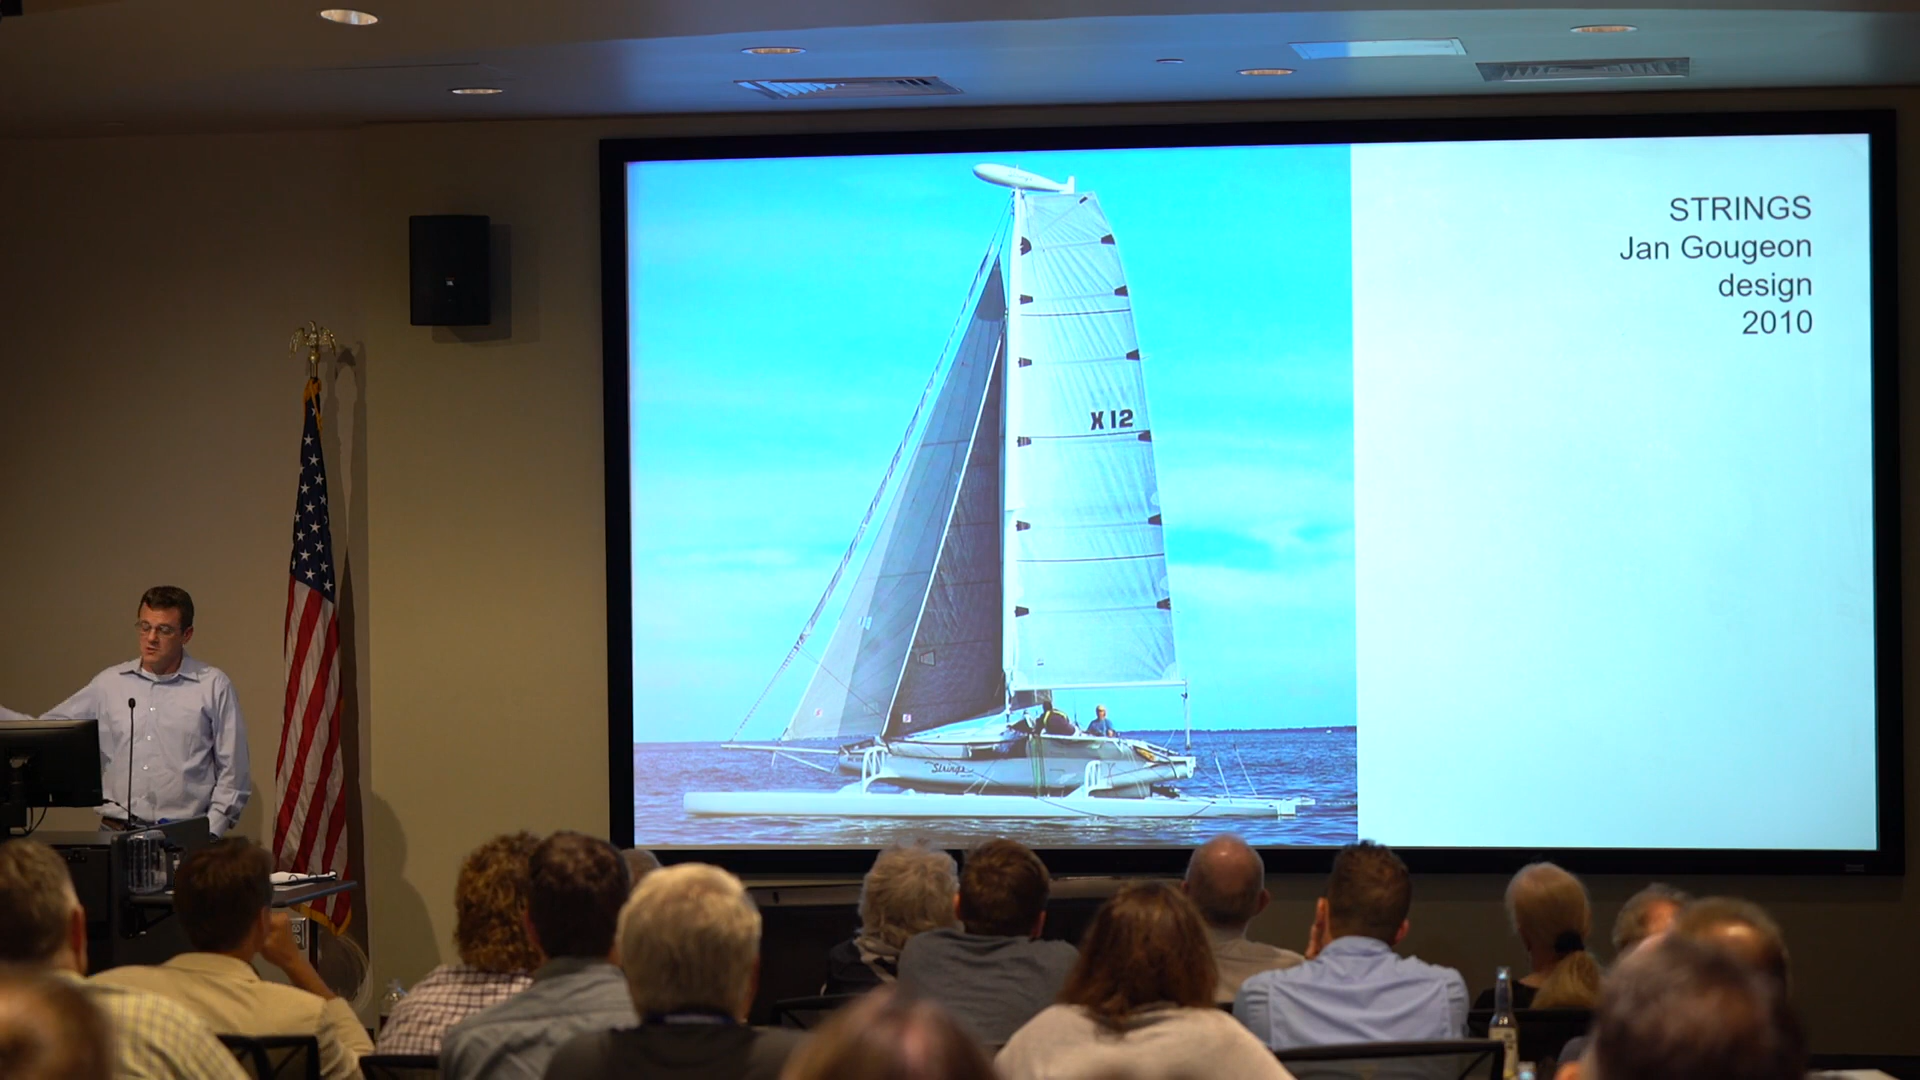 STRINGS
Jan Gougeon
design
2010
X 12
Strings